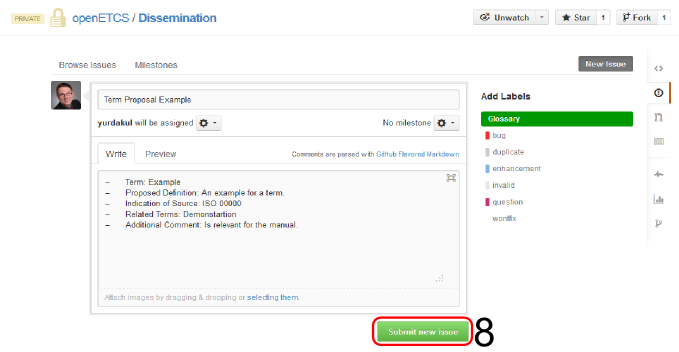 PRIVATE openETCS / Dissemination Unwatch Star 1 Fork 1
Browse Issues Milestones New Issue
Term Proposal Example
yurdakul will be assigned No milestone
Write Preview Comments are parsed with Github Flavored Markdown
– Term: Example
– Proposed Definition: An example for a term.
– Indication of Source: ISO 00000
– Related Terms: Demonstartion
– Additional Comment: Is relevant for the manual.
Attach images by dragging & dropping or selecting them.
Submit new issue 8
Add Labels
Glossary
bug
duplicate
enhancement
invalid
question
wontfix